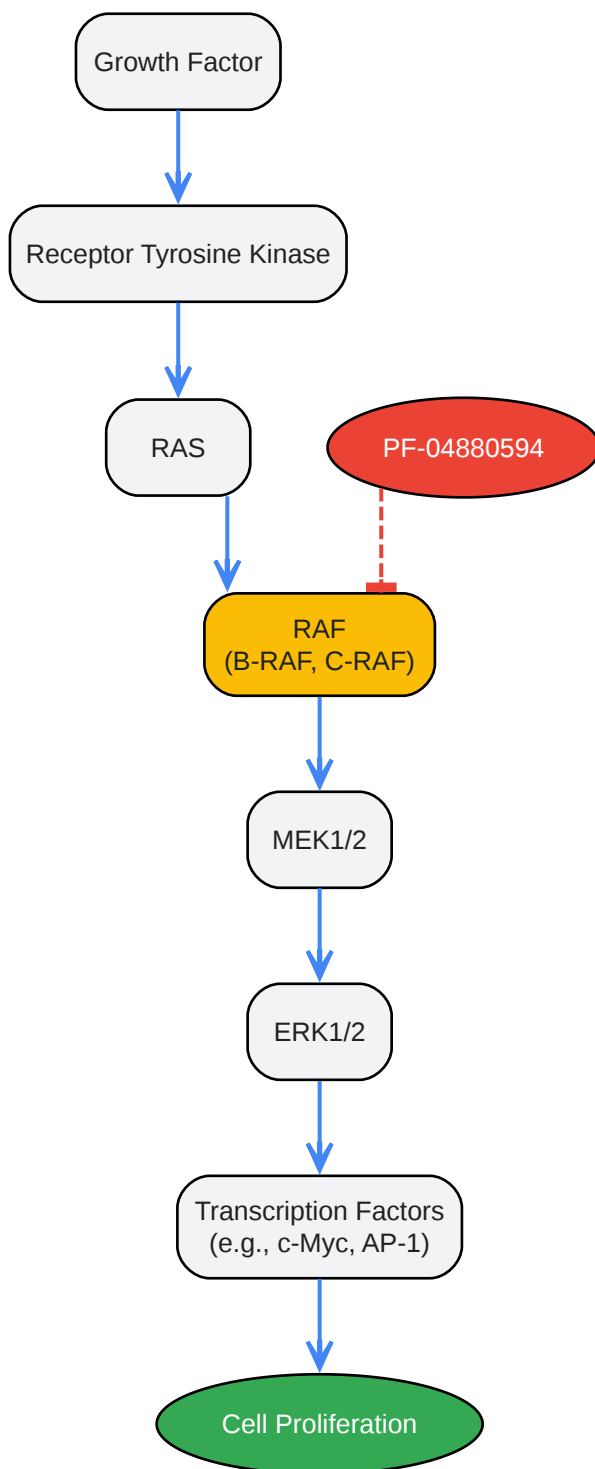 Growth Factor
Receptor Tyrosine Kinase
RAS
PF-04880594
RAF
(B-RAF, C-RAF)
MEK1/2
ERK1/2
Transcription Factors
(e.g., c-Myc, AP-1)
Cell Proliferation